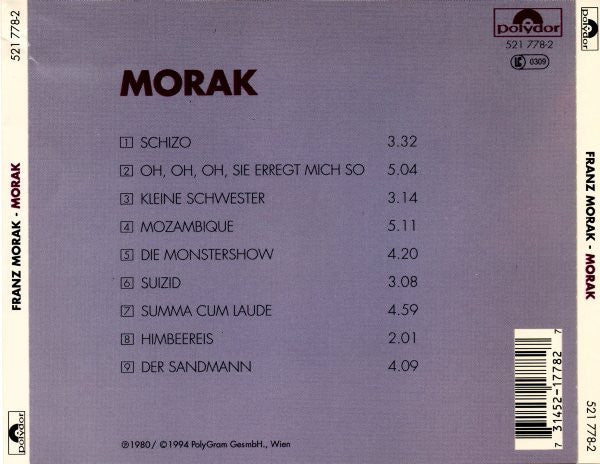 521 778-2
FRANZ MORAK - MORAK
polydor
polydor
521 778-2
LC 0309
MORAK
1 SCHIZO 3.32
2 OH, OH, OH, SIE ERREGT MICH SO 5.04
3 KLEINE SCHWESTER 3.14
4 MOZAMBIQUE 5.11
5 DIE MONSTERSHOW 4.20
6 SUIZID 3.08
7 SUMMA CUM LAUDE 4.59
8 HIMBEEREIS 2.01
9 DER SANDMANN 4.09
℗ 1980 / © 1994 PolyGram GesmbH., Wien
7 31452 17782 7
polydor
FRANZ MORAK - MORAK
521 778-2